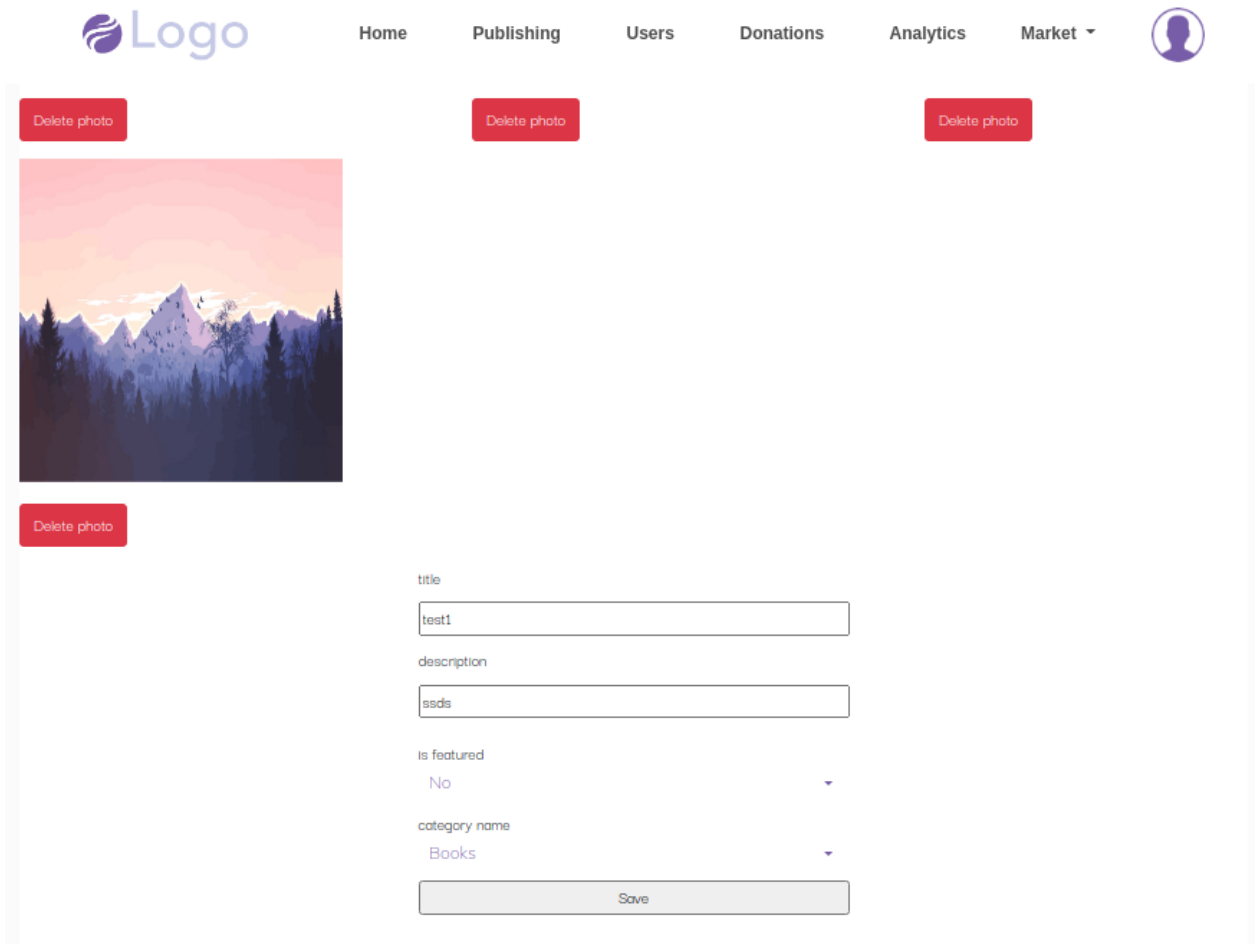 Logo Home Publishing Users Donations Analytics Market
Delete photo Delete photo Delete photo
Delete photo
title
test1
description
ssds
is featured
No
category name
Books
Save